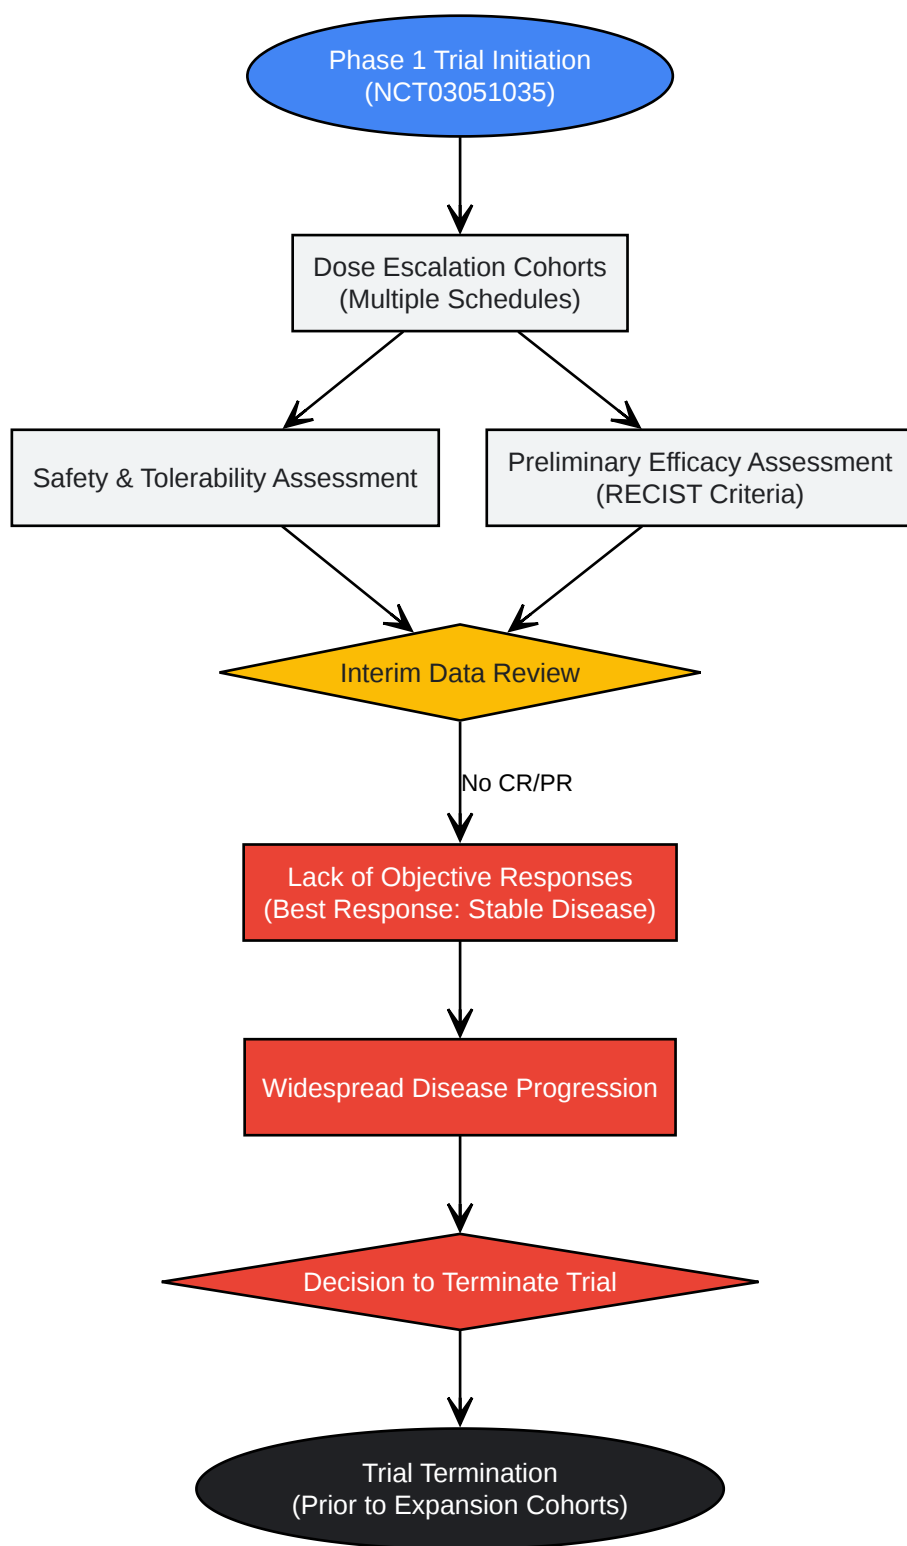 Phase 1 Trial Initiation
(NCT03051035)
Dose Escalation Cohorts
(Multiple Schedules)
Safety & Tolerability Assessment
Preliminary Efficacy Assessment
(RECIST Criteria)
Interim Data Review
No CR/PR
Lack of Objective Responses
(Best Response: Stable Disease)
Widespread Disease Progression
Decision to Terminate Trial
Trial Termination
(Prior to Expansion Cohorts)